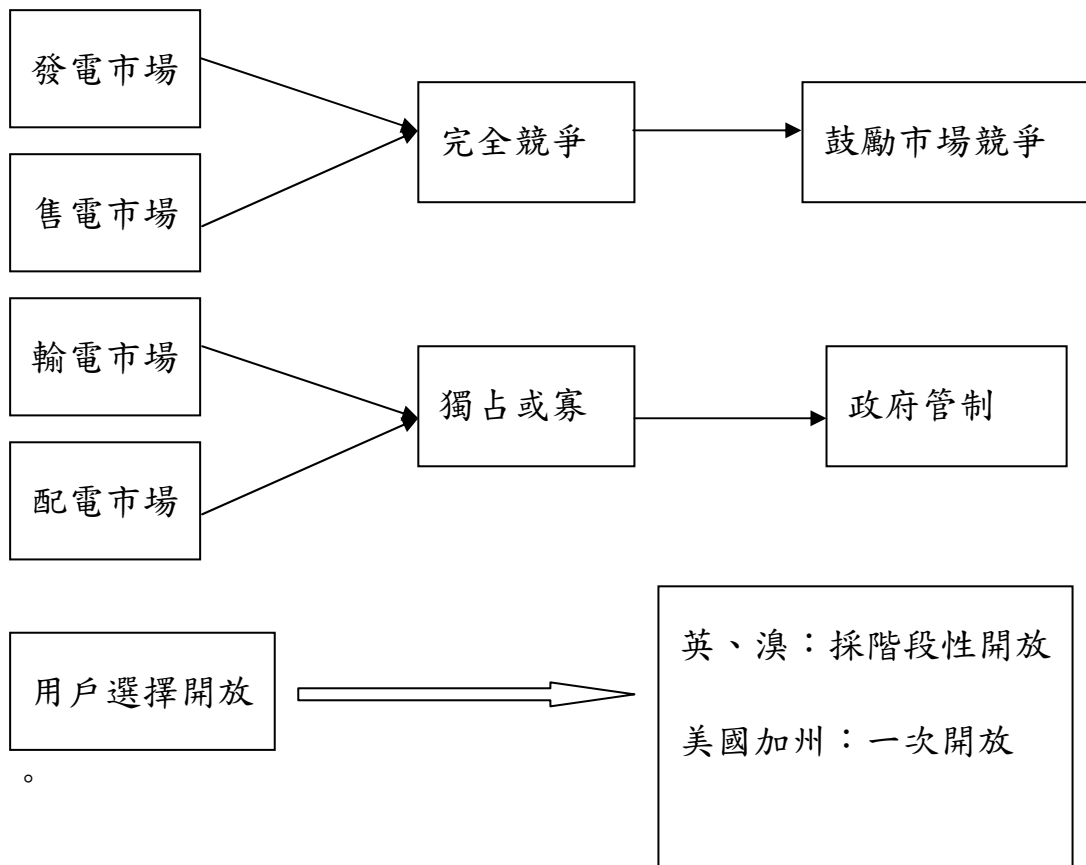 發電市場
完全競爭
鼓勵市場競爭
售電市場
輸電市場
獨占或寡
政府管制
配電市場
用戶選擇開放
。
英、溴：採階段性開放
美國加州：一次開放